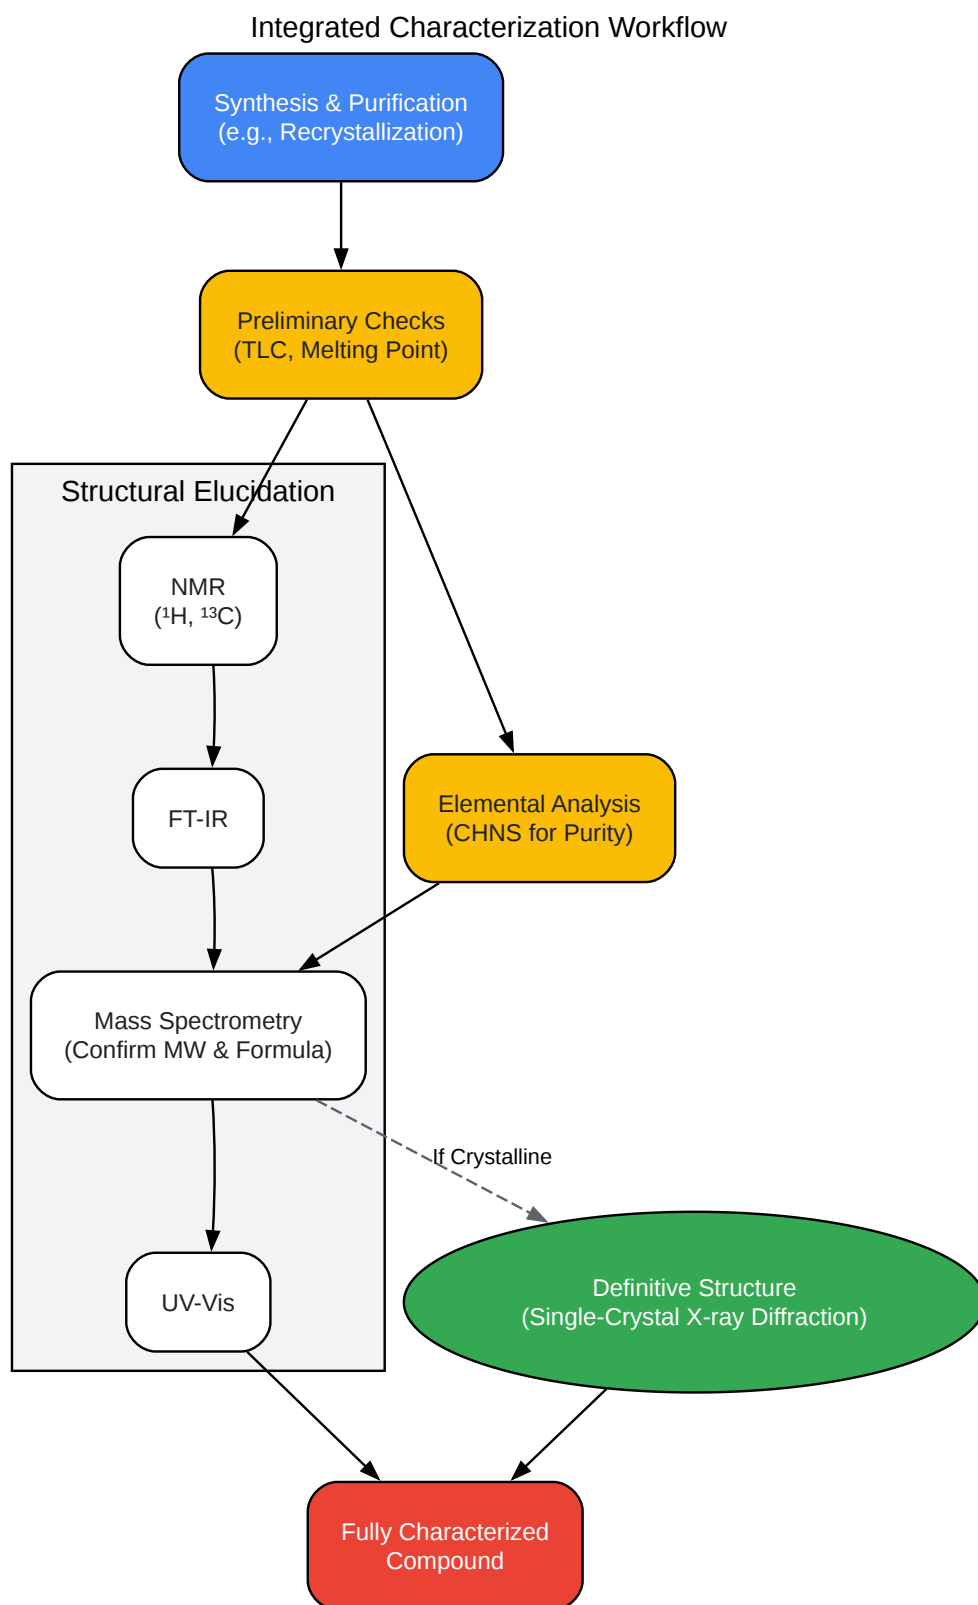 Integrated Characterization Workflow
Synthesis & Purification
(e.g., Recrystallization)
Preliminary Checks
(TLC, Melting Point)
Structural Elucidation
NMR
(¹H, ¹³C)
FT-IR
Elemental Analysis
(CHNS for Purity)
Mass Spectrometry
(Confirm MW & Formula)
If Crystalline
UV-Vis
Definitive Structure
(Single-Crystal X-ray Diffraction)
Fully Characterized
Compound